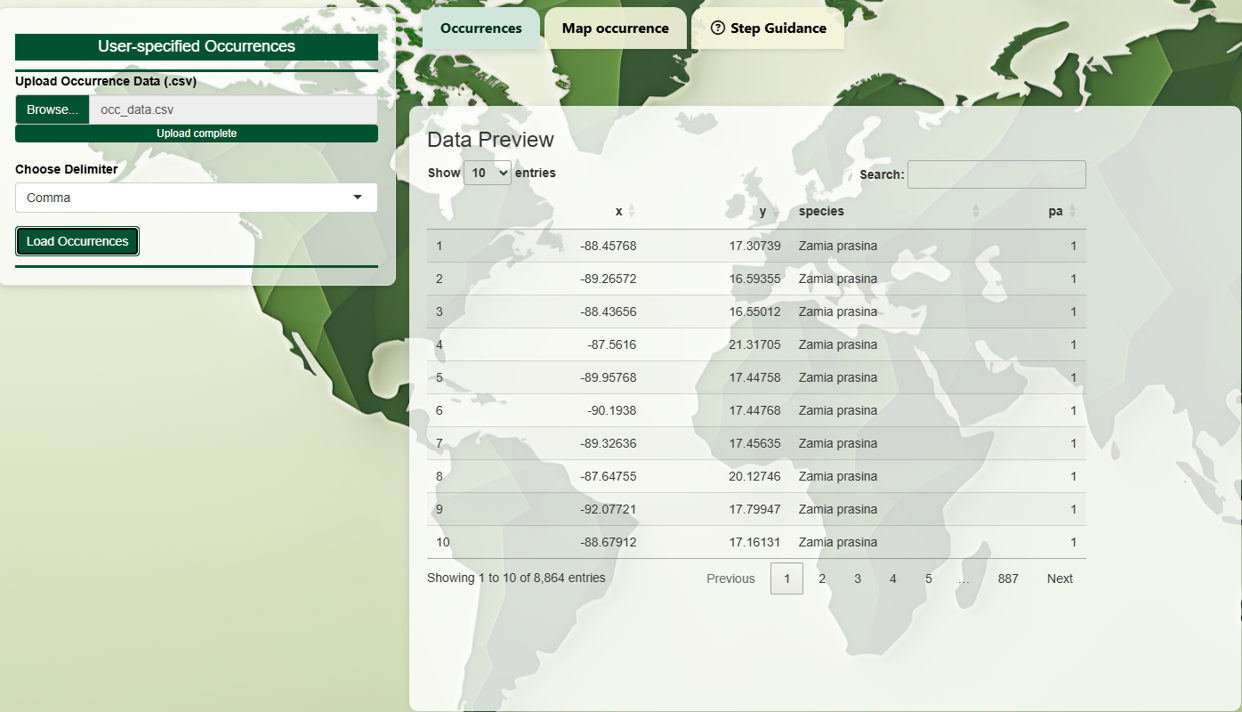 User-specified Occurrences
Upload Occurrence Data (.csv)
Browse... occ_data.csv
Upload complete
Choose Delimiter
Comma
Load Occurrences
Occurrences Map occurrence Step Guidance
Data Preview
Show 10 entries Search:
x y species pa
1 -88.45768 17.30739 Zamia prasina 1
2 -89.26572 16.59355 Zamia prasina 1
3 -88.43656 16.55012 Zamia prasina 1
4 -87.5616 21.31705 Zamia prasina 1
5 -89.95768 17.44758 Zamia prasina 1
6 -90.1938 17.44768 Zamia prasina 1
7 -89.32636 17.45635 Zamia prasina 1
8 -87.64755 20.12746 Zamia prasina 1
9 -92.07721 17.79947 Zamia prasina 1
10 -88.67912 17.16131 Zamia prasina 1
Showing 1 to 10 of 8,864 entries Previous 1 2 3 4 5 … 887 Next